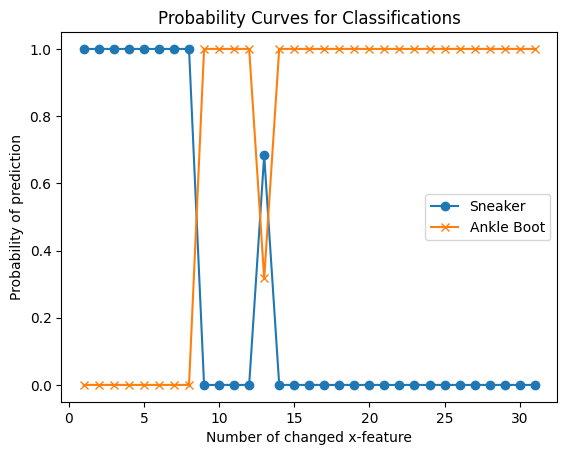 Probability Curves for Classifications
1.0
0.8
0.6
0.4
0.2
0.0
Probability of prediction
Sneaker
Ankle Boot
0 5 10 15 20 25 30
Number of changed x-feature